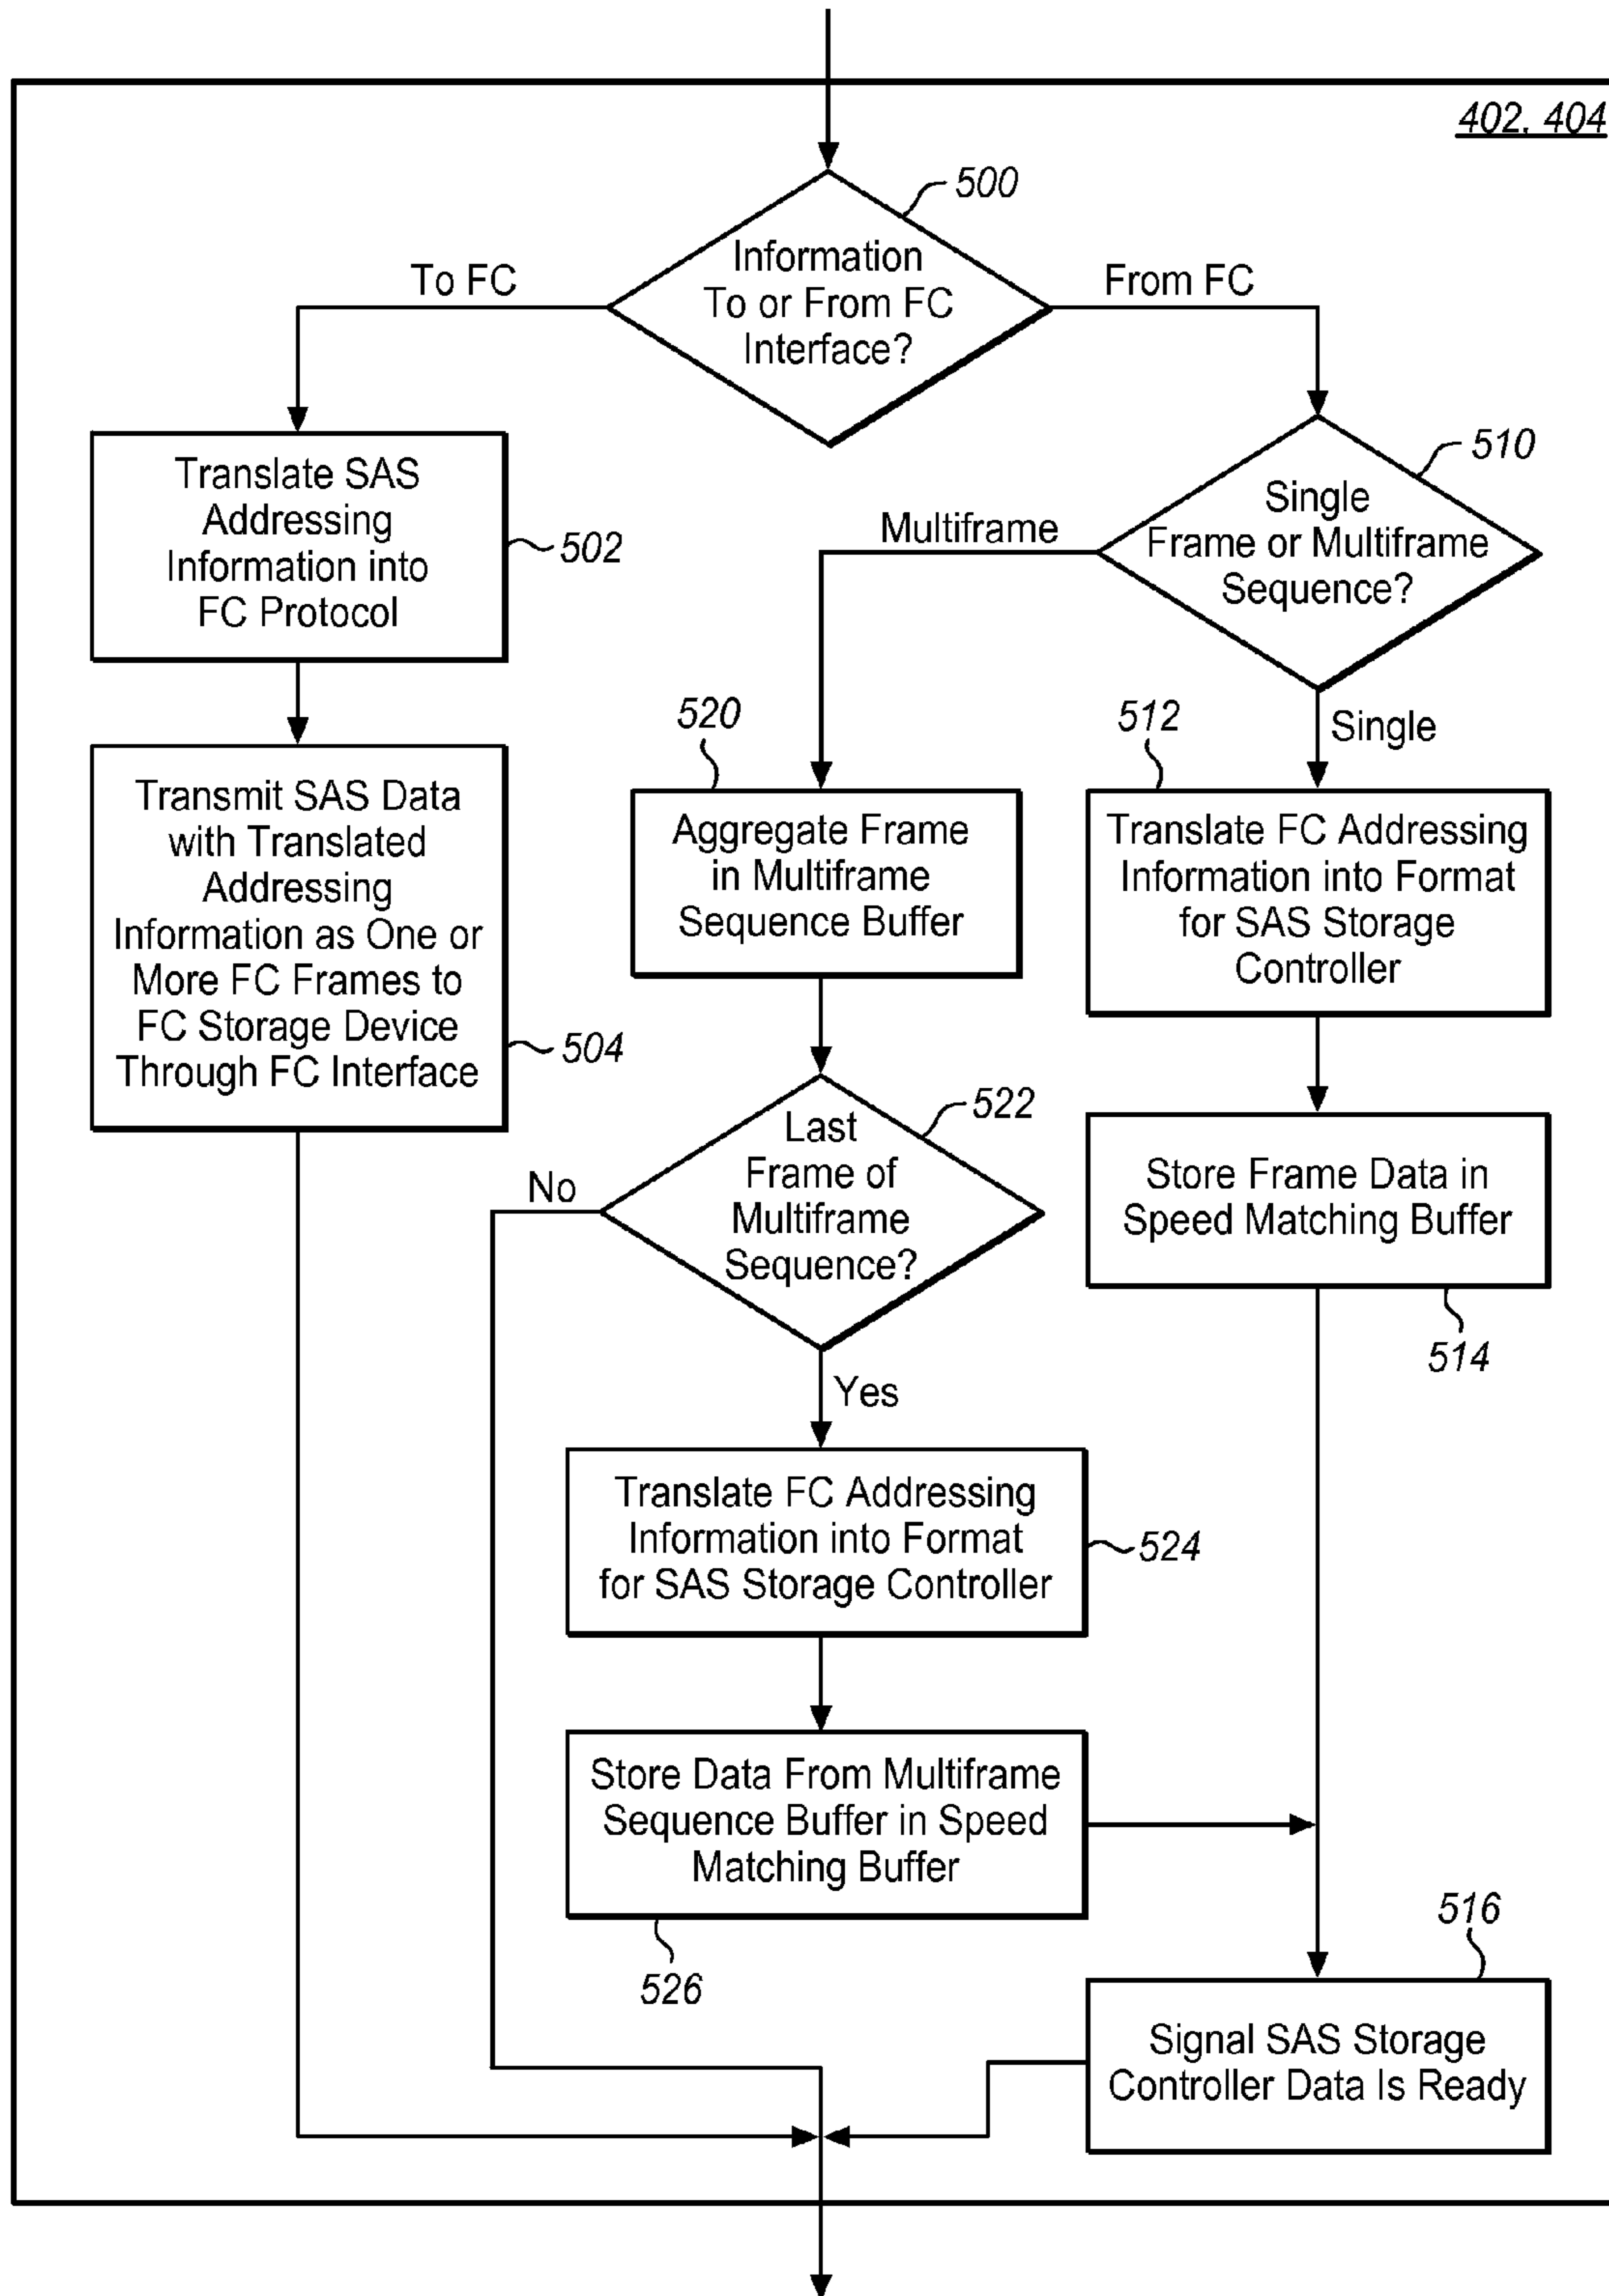 402, 404
500
Information
To or From FC
Interface?
To FC
From FC
510
Single
Frame or Multiframe
Sequence?
Multiframe
Single
Translate SAS
Addressing
Information into
FC Protocol
502
Transmit SAS Data
with Translated
Addressing
Information as One or
More FC Frames to
FC Storage Device
Through FC Interface
504
520
Aggregate Frame
in Multiframe
Sequence Buffer
512
Translate FC Addressing
Information into Format
for SAS Storage
Controller
522
Last
Frame of
Multiframe
Sequence?
No
Yes
Store Frame Data in
Speed Matching Buffer
514
Translate FC Addressing
Information into Format
for SAS Storage Controller
524
Store Data From Multiframe
Sequence Buffer in Speed
Matching Buffer
526
516
Signal SAS Storage
Controller Data Is Ready